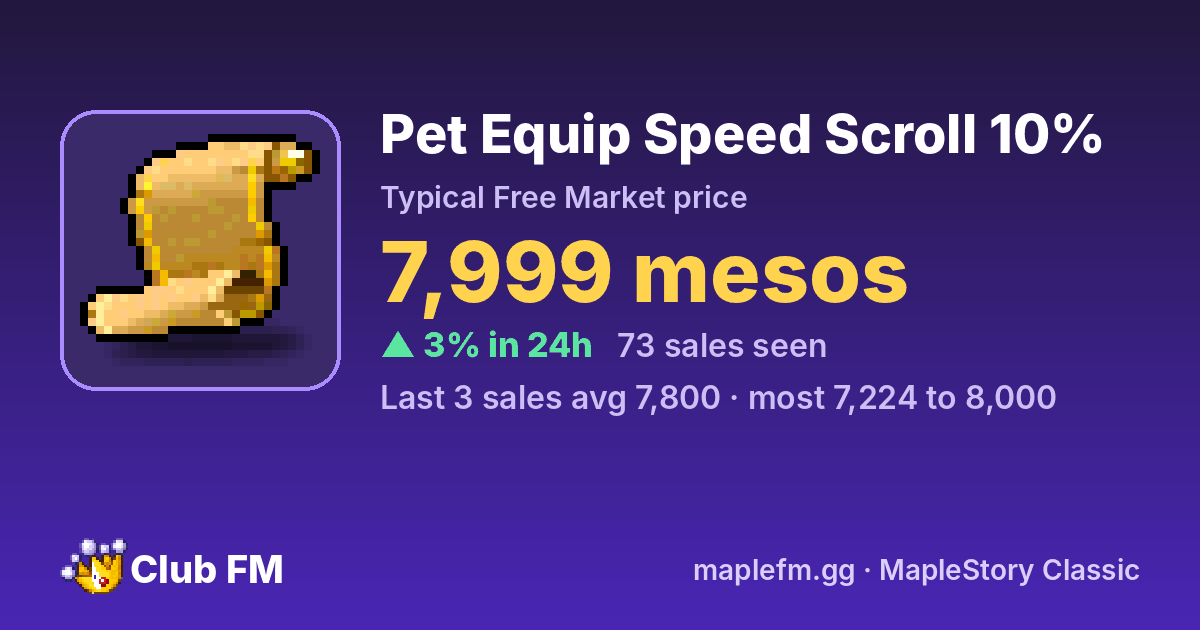 Pet Equip Speed Scroll 10%
Typical Free Market price
7,999 mesos
▲ 3% in 24h 73 sales seen
Last 3 sales avg 7,800 · most 7,224 to 8,000
Club FM
maplefm.gg · MapleStory Classic